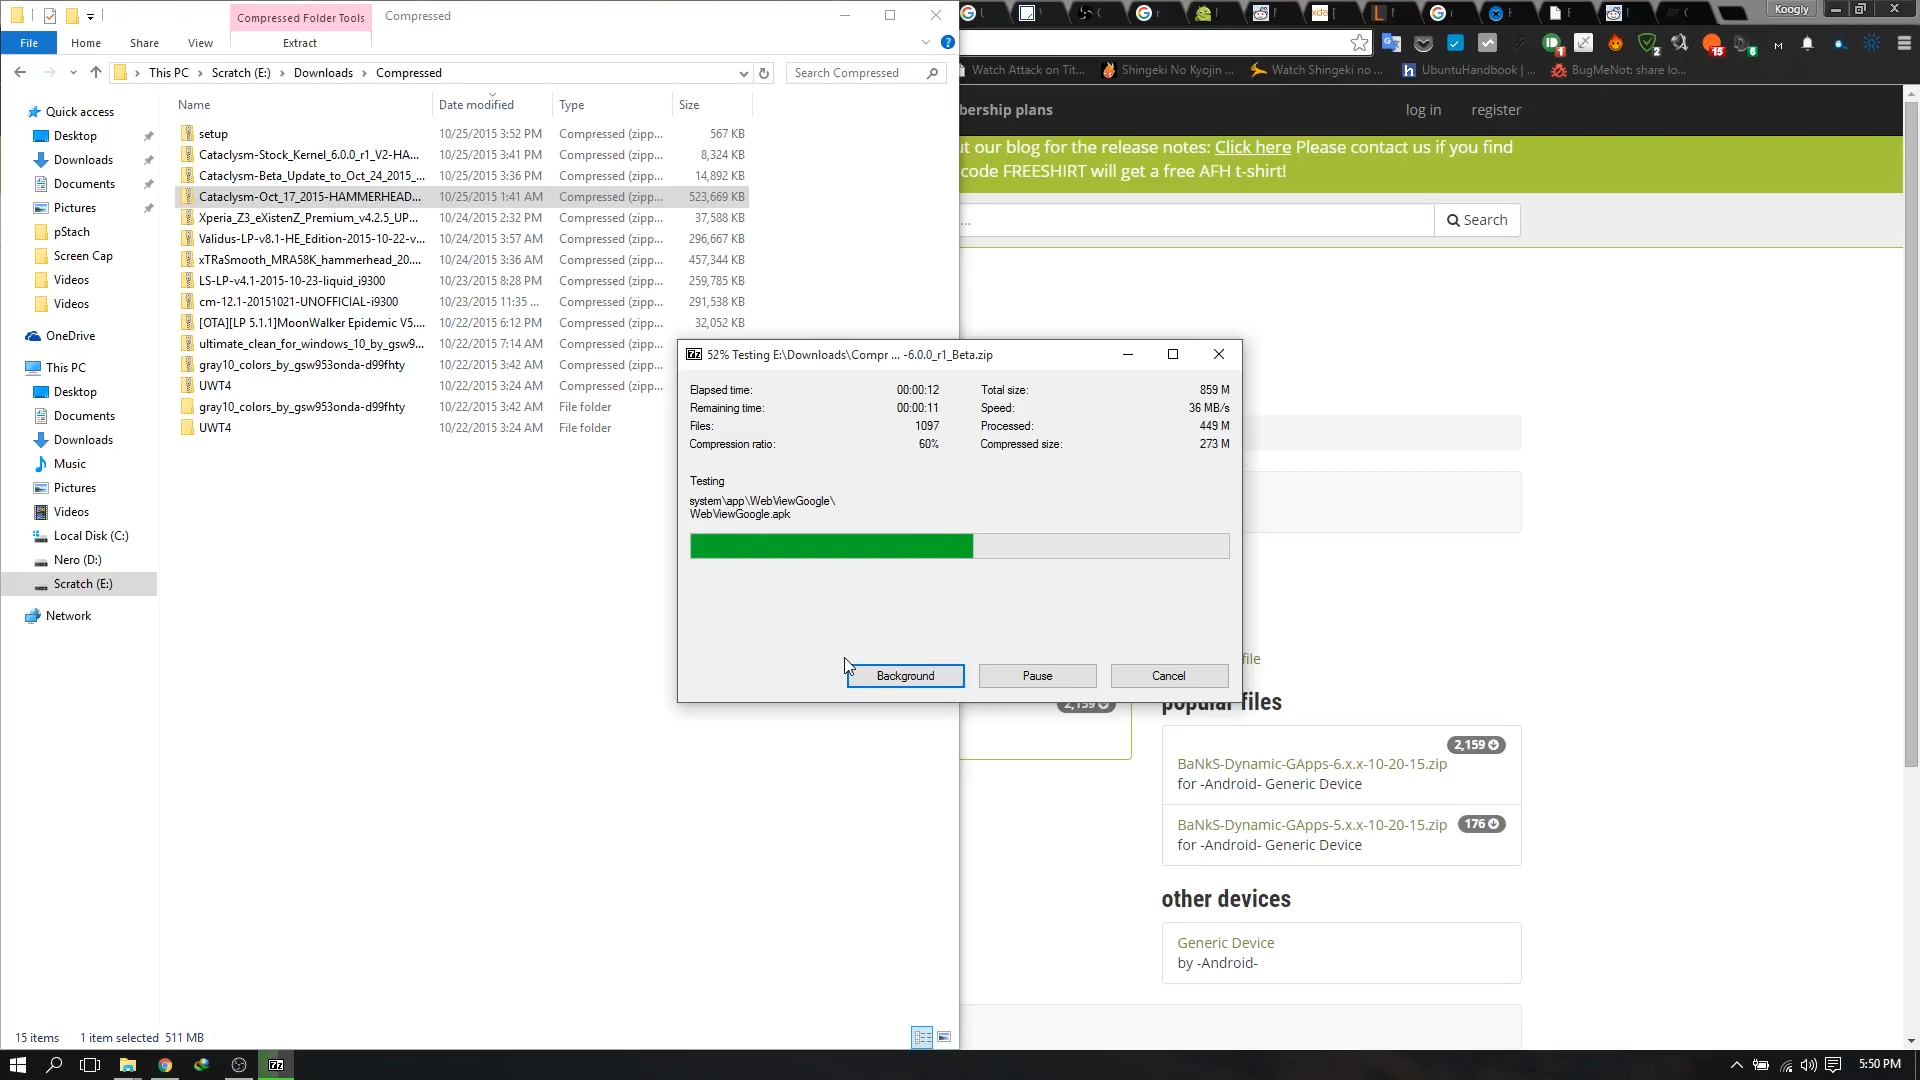 Compressed Folder Tools
Compressed
File
Home
Share
View
Extract
This PC
Scratch (E:)
Downloads
Compressed
Search Compressed
Quick access
Desktop
Downloads
Documents
Pictures
pStach
Screen Cap
Videos
Videos
OneDrive
This PC
Desktop
Documents
Downloads
Music
Pictures
Videos
Local Disk (C:)
Nero (D:)
Scratch (E:)
Network
Name Date modified Type Size
setup 10/25/2015 3:52 PM Compressed (zipp... 567 KB
Cataclysm-Stock_Kernel_6.0.0_r1_V2-HA... 10/25/2015 3:41 PM Compressed (zipp... 8,324 KB
Cataclysm-Beta_Update_to_Oct_24_2015_... 10/25/2015 3:36 PM Compressed (zipp... 14,892 KB
Cataclysm-Oct_17_2015-HAMMERHEAD... 10/25/2015 1:41 AM Compressed (zipp... 523,669 KB
Xperia_Z3_eXistenZ_Premium_v4.2.5_UP... 10/24/2015 2:32 PM Compressed (zipp... 37,588 KB
Validus-LP-v8.1-HE_Edition-2015-10-22-v... 10/24/2015 3:57 AM Compressed (zipp... 296,667 KB
xTRaSmooth_MRA58K_hammerhead_20.... 10/24/2015 3:36 AM Compressed (zipp... 457,344 KB
LS-LP-v4.1-2015-10-23-liquid_i9300 10/23/2015 8:28 PM Compressed (zipp... 259,785 KB
cm-12.1-20151021-UNOFFICIAL-i9300 10/23/2015 11:35 ... Compressed (zipp... 291,538 KB
[OTA][LP 5.1.1]MoonWalker Epidemic V5.... 10/22/2015 6:12 PM Compressed (zipp... 32,052 KB
ultimate_clean_for_windows_10_by_gsw9... 10/22/2015 7:14 AM Compressed (zipp...
gray10_colors_by_gsw953onda-d99fhty 10/22/2015 3:42 AM Compressed (zipp...
UWT4 10/22/2015 3:24 AM Compressed (zipp...
gray10_colors_by_gsw953onda-d99fhty 10/22/2015 3:42 AM File folder
UWT4 10/22/2015 3:24 AM File folder
15 items 1 item selected 511 MB
52% Testing E:\Downloads\Compr ... -6.0.0_r1_Beta.zip
Elapsed time: 00:00:12 Total size: 859 M
Remaining time: 00:00:11 Speed: 36 MB/s
Files: 1097 Processed: 449 M
Compression ratio: 60% Compressed size: 273 M
Testing
system\app\WebViewGoogle\
WebViewGoogle.apk
Background
Pause
Cancel
Koogly
Watch Attack on Tit...
Shingeki No Kyojin ...
Watch Shingeki no ...
UbuntuHandbook | ...
BugMeNot: share lo...
bership plans
log in
register
ut our blog for the release notes: Click here Please contact us if you find
code FREESHIRT will get a free AFH t-shirt!
...
Search
file
2,159
popular files
2,159
BaNkS-Dynamic-GApps-6.x.x-10-20-15.zip
for -Android- Generic Device
BaNkS-Dynamic-GApps-5.x.x-10-20-15.zip 176
for -Android- Generic Device
other devices
Generic Device
by -Android-
5:50 PM